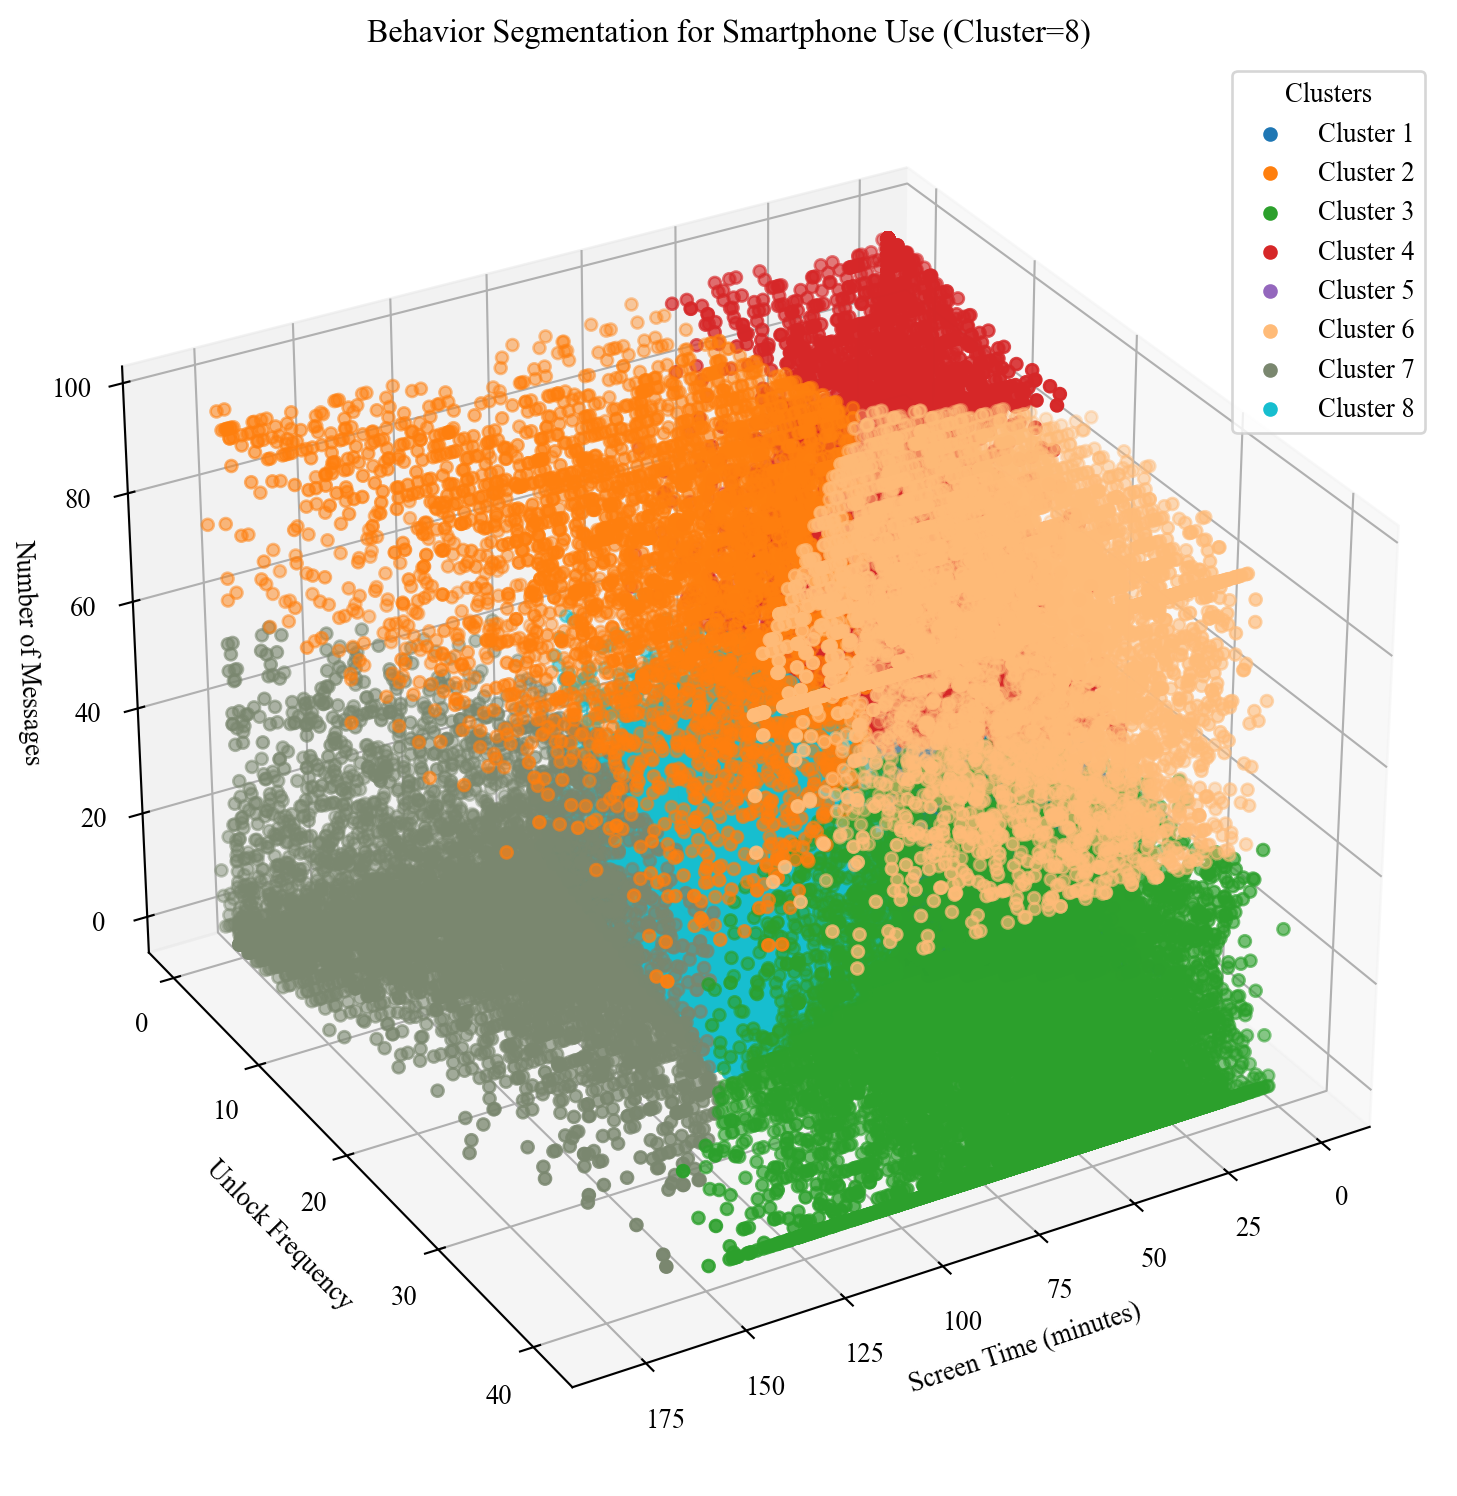 Behavior Segmentation for Smartphone Use (Cluster=8)
Clusters
Cluster 1
Cluster 2
Cluster 3
Cluster 4
Cluster 5
Cluster 6
Cluster 7
Cluster 8
Number of Messages
100
80
60
40
20
0
Unlock Frequency
0
10
20
30
40
Screen Time (minutes)
175
150
125
100
75
50
25
0